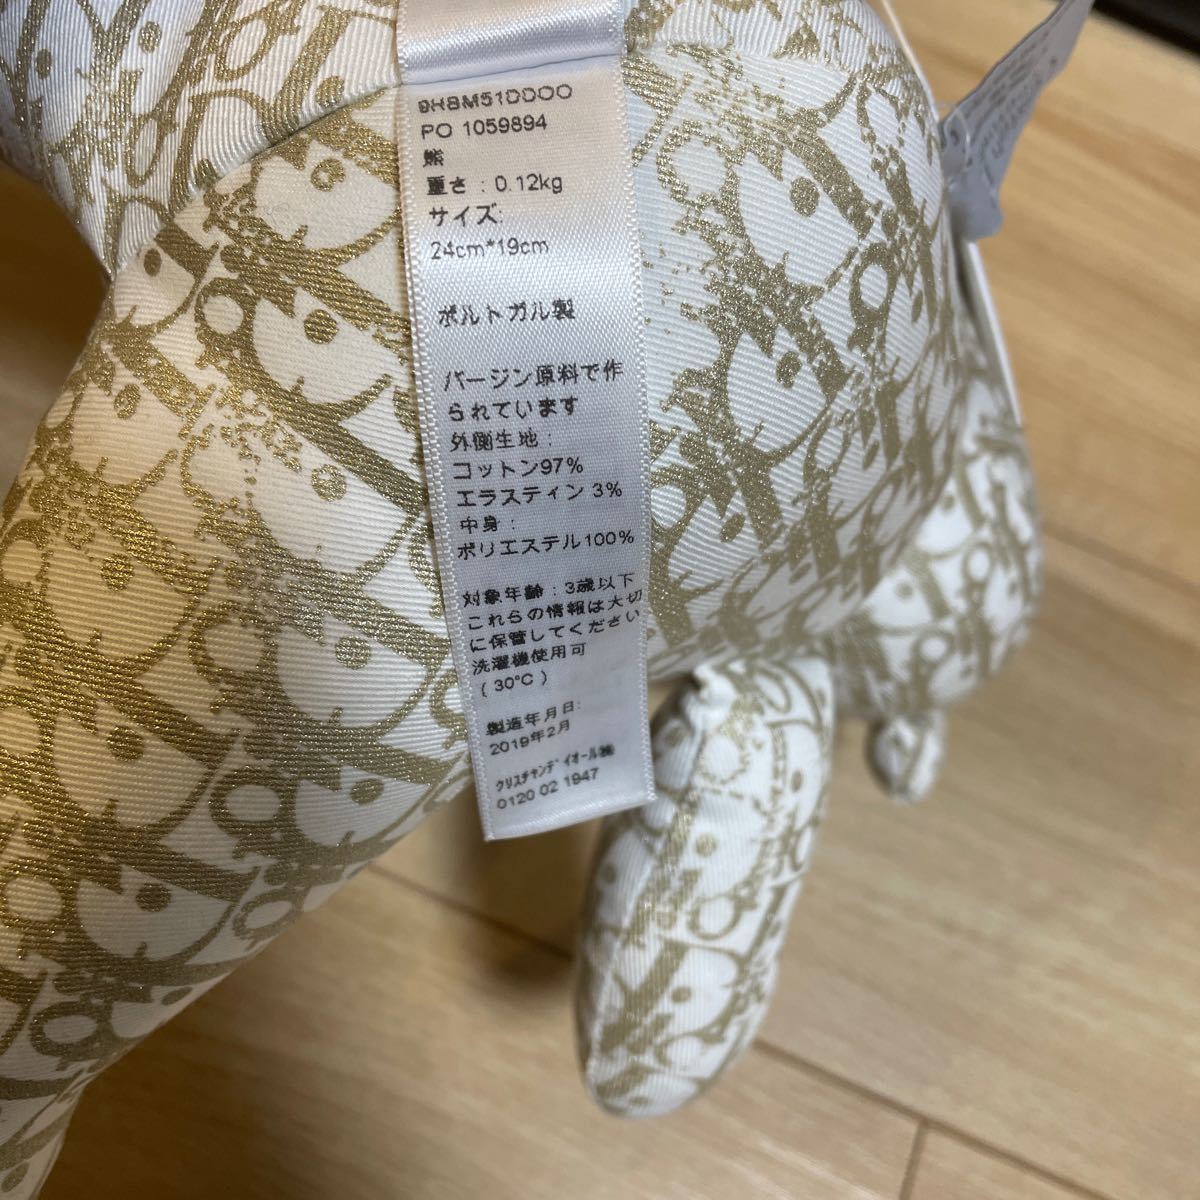 9HBM51DDOO
PO 1059894
熊
重さ : 0.12kg
サイズ:
24cm*19cm
ポルトガル製
バージン原料で作
られています
外側生地 :
コットン97%
エラスティン 3%
中身 :
ポリエステル100%
対象年齢 : 3歳以下
これらの情報は大切
に保管してください
洗濯機使用可
( 30℃ )
製造年月日:
2019年2月
クリスチャンディオール㈱
0120 02 1947